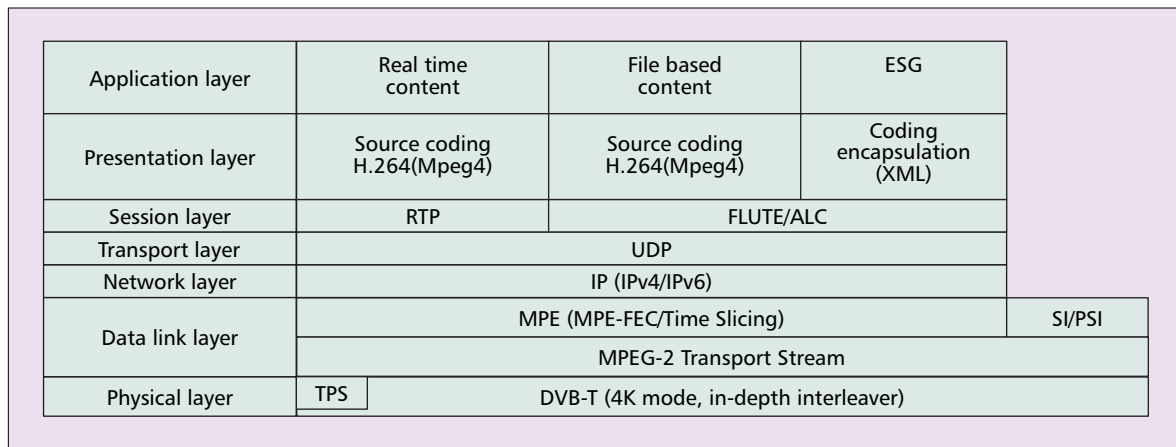 Application layer
Real time
content
File based
content
ESG
Presentation layer
Source coding
H.264(Mpeg4)
Source coding
H.264(Mpeg4)
Coding
encapsulation
(XML)
Session layer
RTP
FLUTE/ALC
Transport layer
UDP
Network layer
IP (IPv4/IPv6)
Data link layer
MPE (MPE-FEC/Time Slicing)
SI/PSI
MPEG-2 Transport Stream
Physical layer
TPS
DVB-T (4K mode, in-depth interleaver)